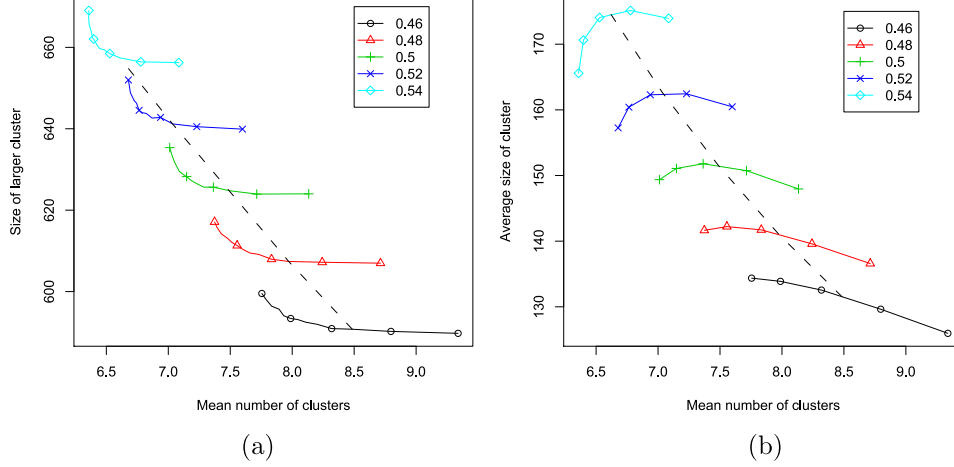 0.46
0.48
0.5
0.52
0.54
660
640
620
600
Size of larger cluster
6.5 7.0 7.5 8.0 8.5 9.0
Mean number of clusters
(a)
0.46
0.48
0.5
0.52
0.54
170
160
150
140
130
Average size of cluster
6.5 7.0 7.5 8.0 8.5 9.0
Mean number of clusters
(b)